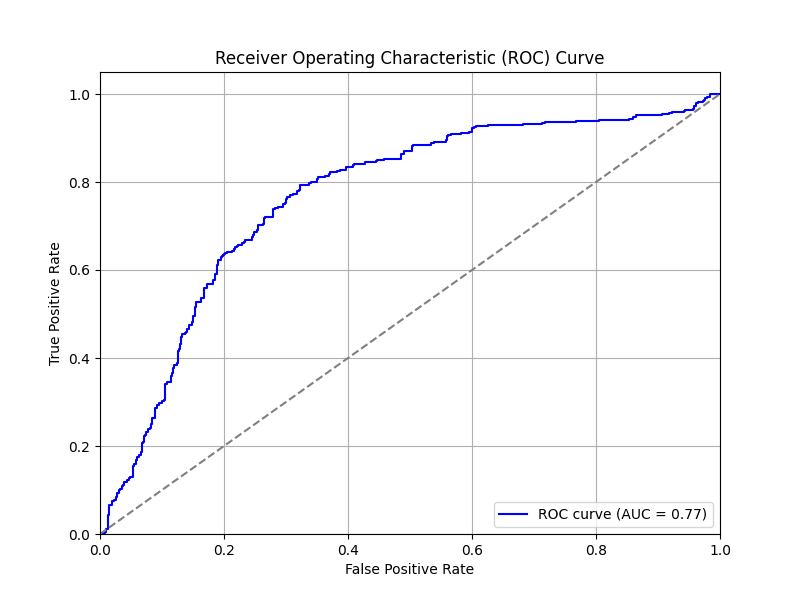 Receiver Operating Characteristic (ROC) Curve
1.0
0.8
0.6
0.4
0.2
0.0
True Positive Rate
ROC curve (AUC = 0.77)
0.0 0.2 0.4 0.6 0.8 1.0
False Positive Rate